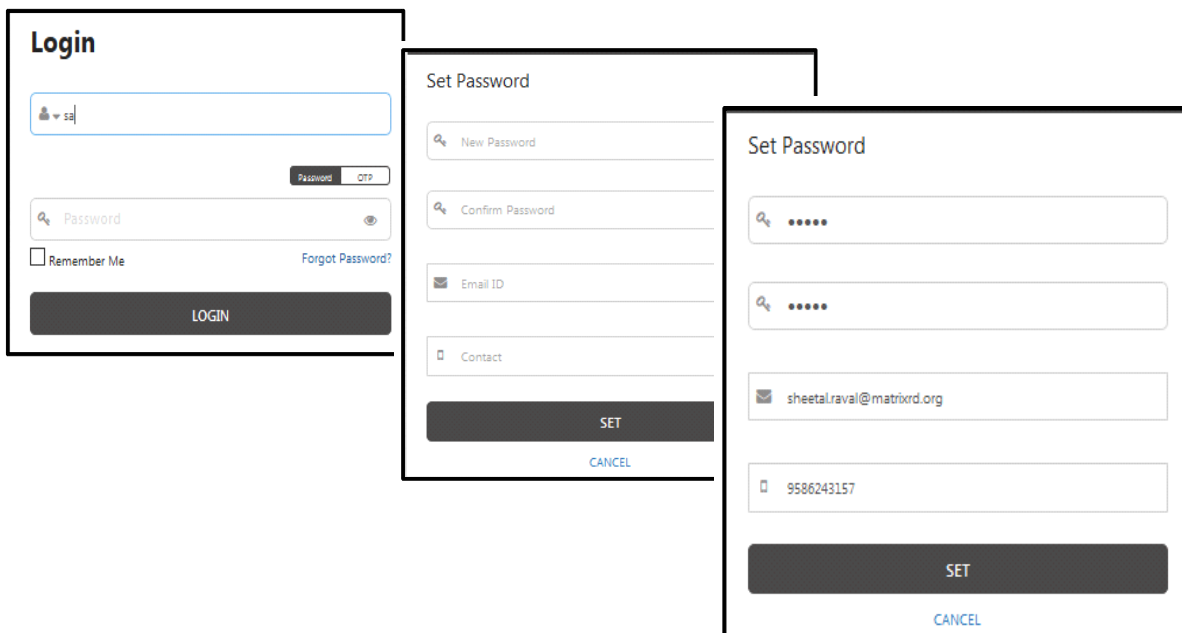 Login
sa
Password OTP
Password
Remember Me Forgot Password?
LOGIN
Set Password
New Password
Confirm Password
Email ID
Contact
SET
CANCEL
Set Password
•••••
•••••
sheetal.raval@matrixrd.org
9586243157
SET
CANCEL